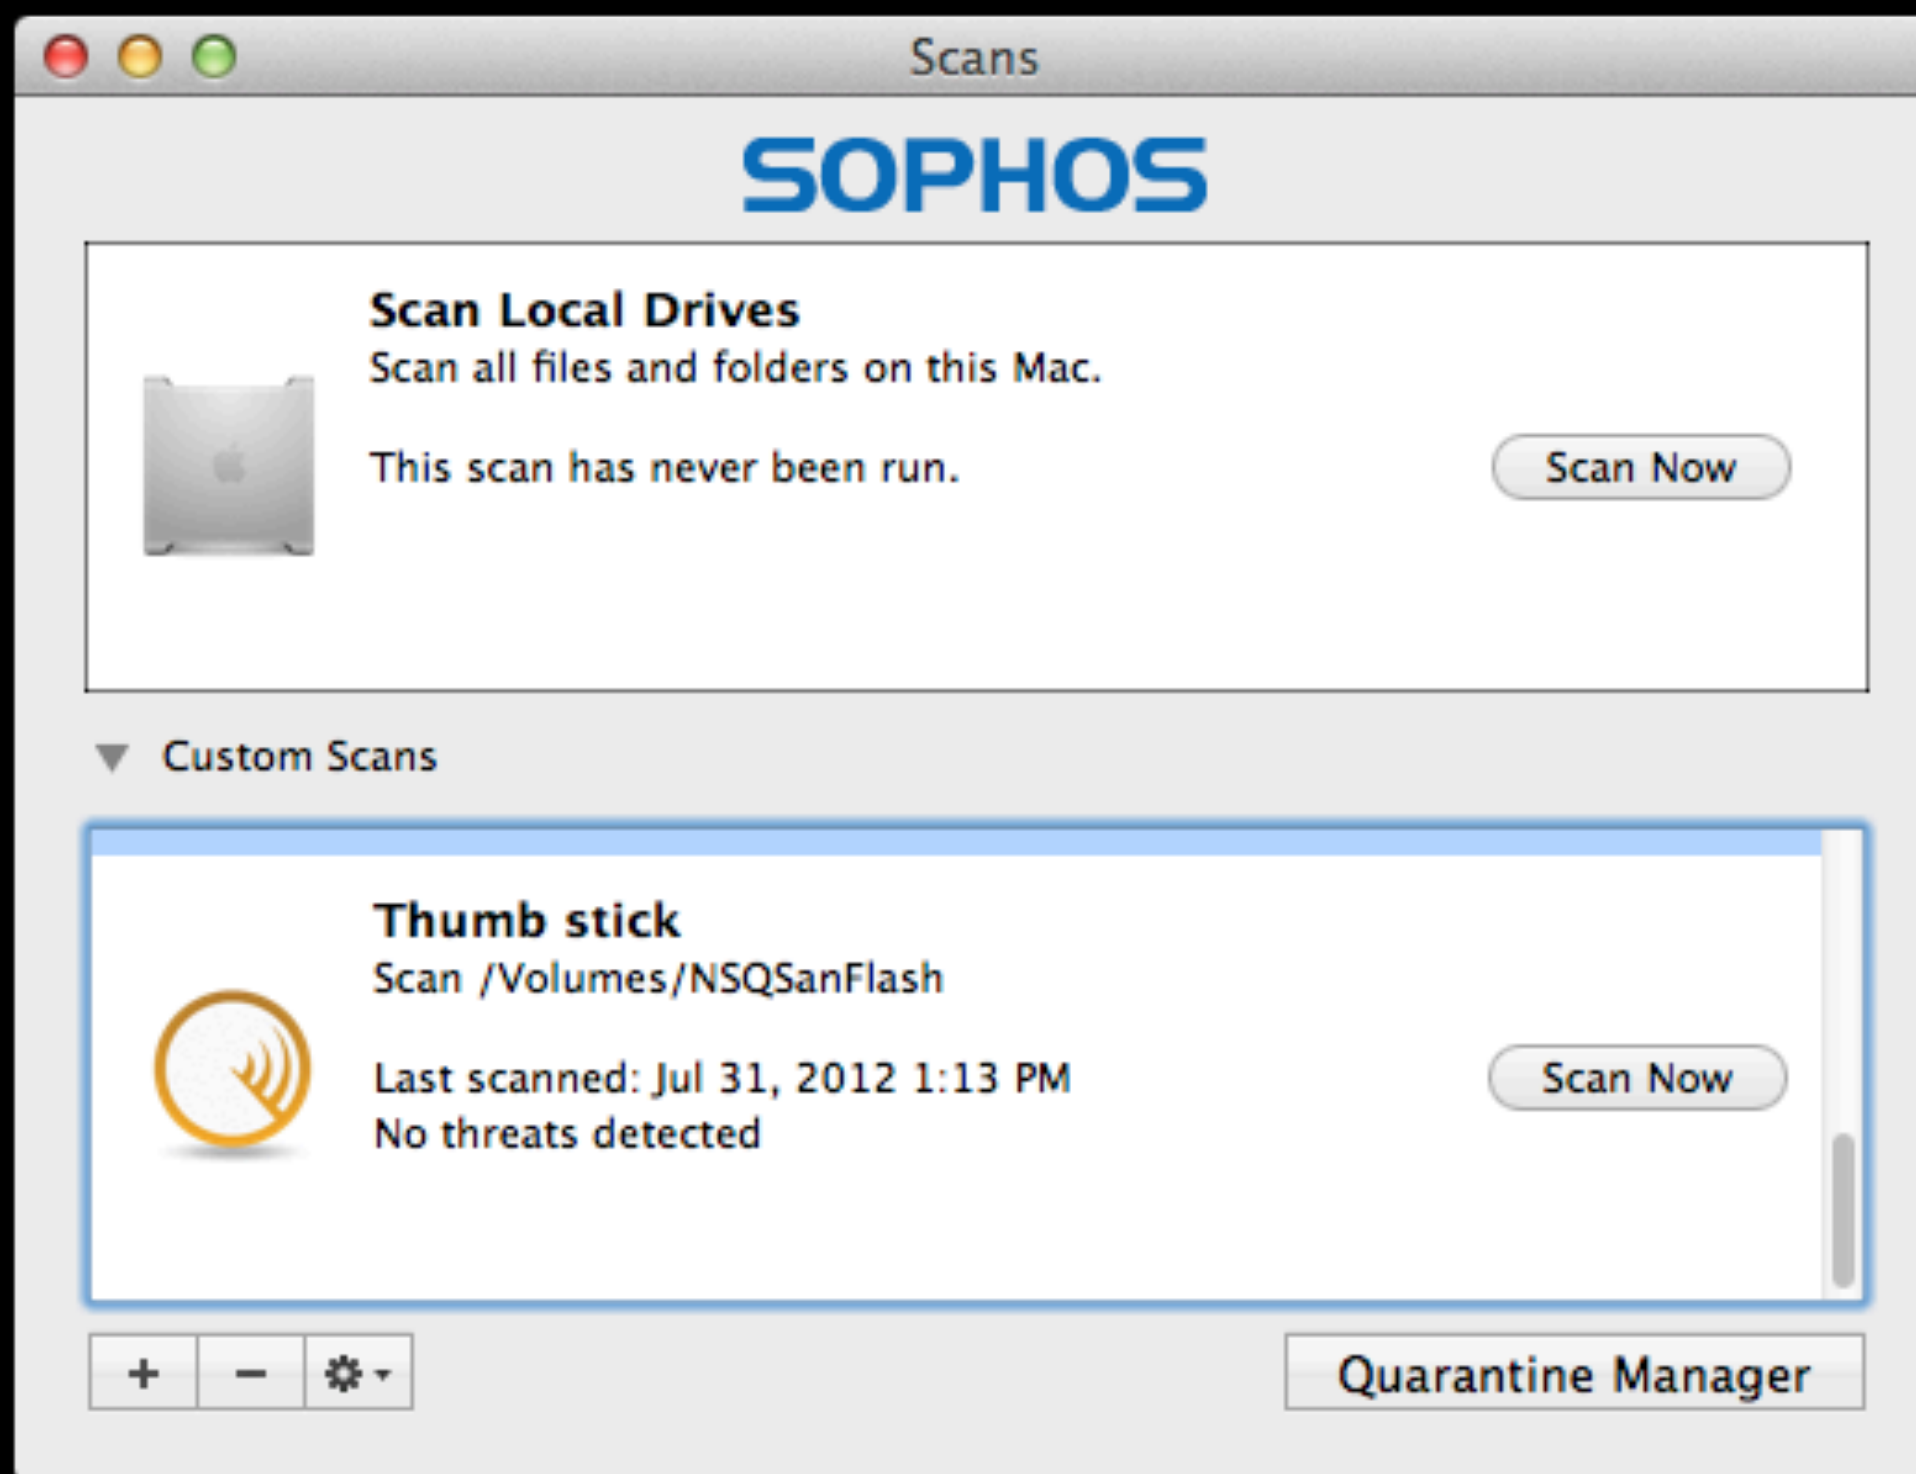 Scans
SOPHOS
Scan Local Drives
Scan all files and folders on this Mac.
This scan has never been run.
Scan Now
Custom Scans
Thumb stick
Scan /Volumes/NSQSanFlash
Last scanned: Jul 31, 2012 1:13 PM
Scan Now
No threats detected
Quarantine Manager